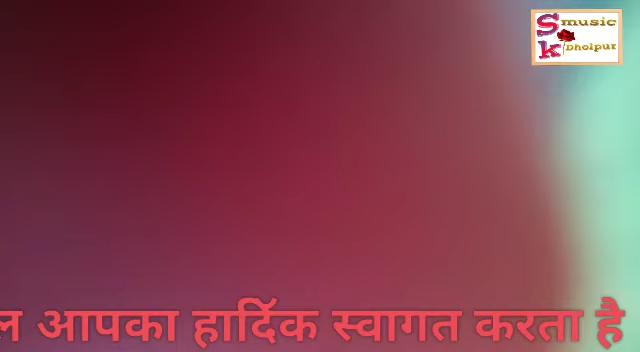 S music
k Dholpur
ल आपका हार्दिक स्वागत करता है